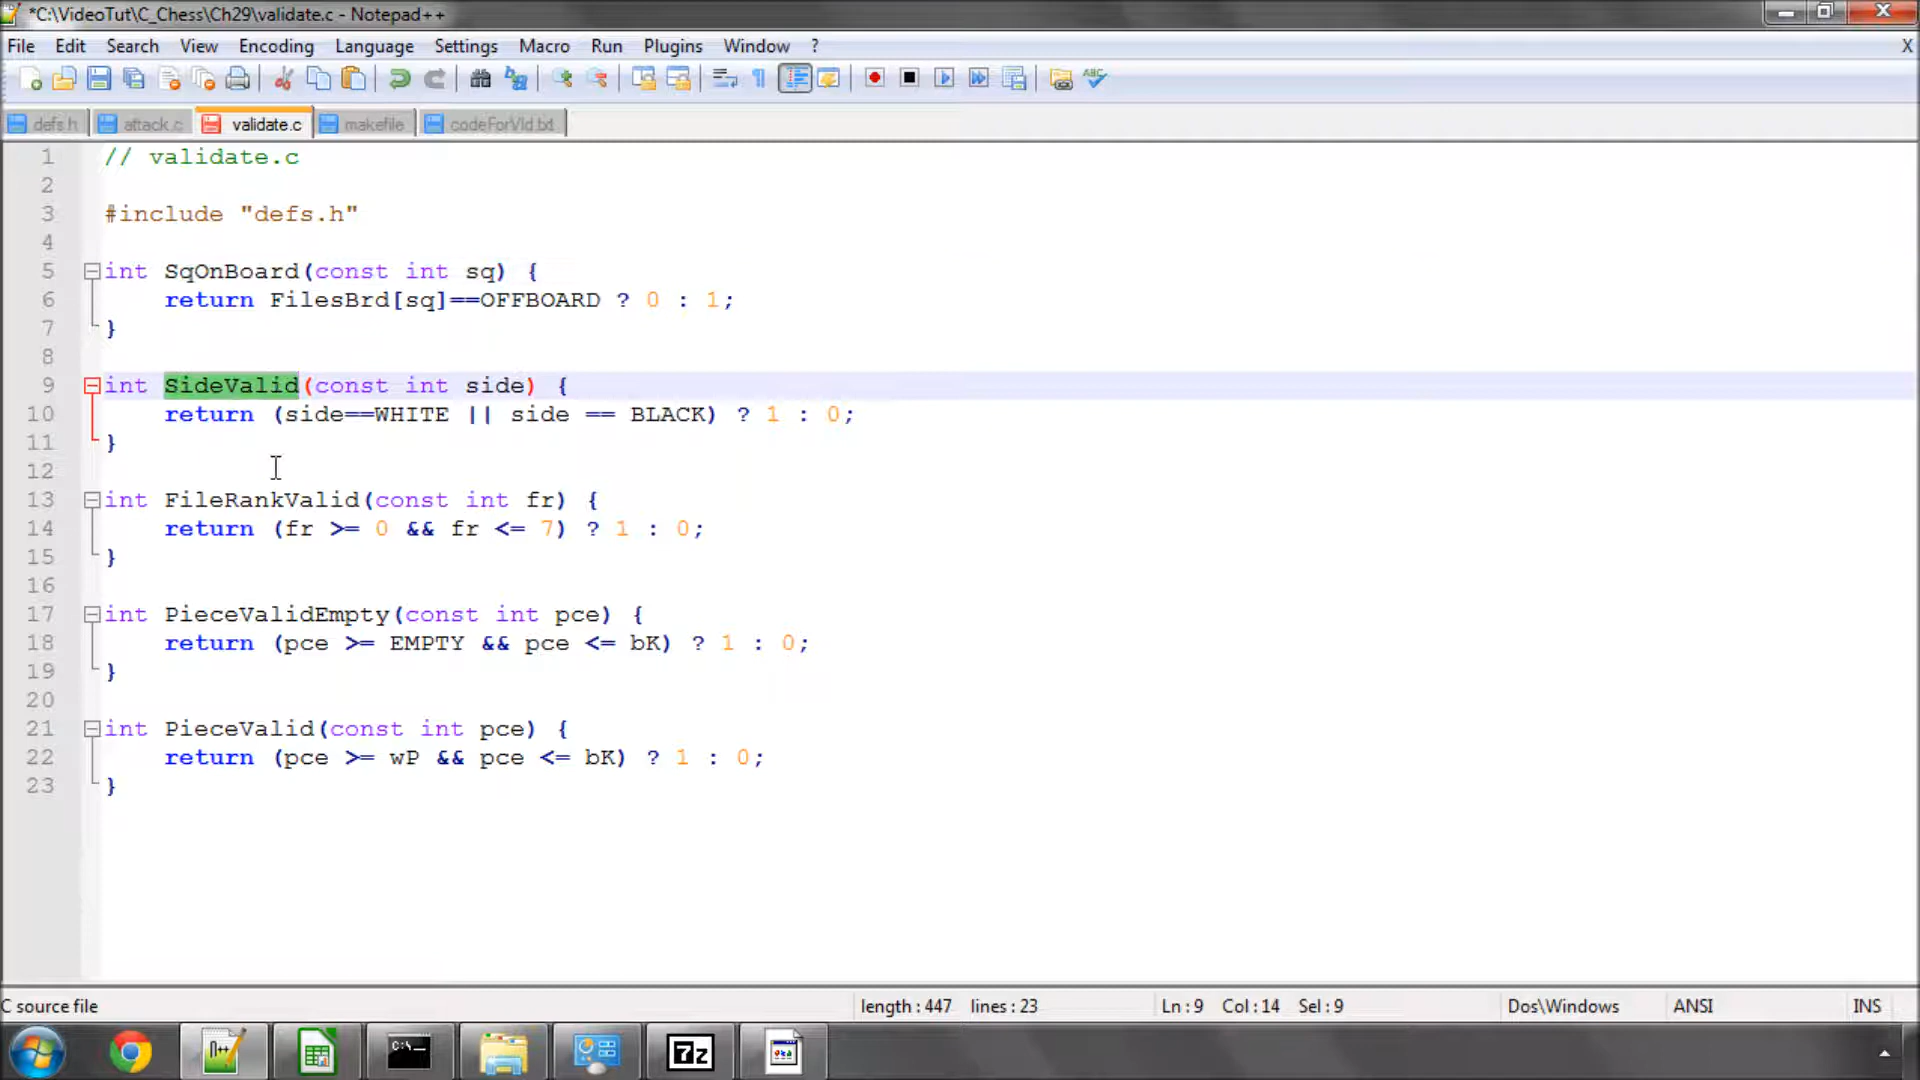 *C:\VideoTut\C_Chess\Ch29\validate.c - Notepad++
File Edit Search View Encoding Language Settings Macro Run Plugins Window ? X
defs.h attack.c validate.c makefile codeForVid.txt
1 // validate.c
2
3 #include "defs.h"
4
5 int SqOnBoard(const int sq) {
6 return FilesBrd[sq]==OFFBOARD ? 0 : 1;
7 }
8
9 int SideValid(const int side) {
10 return (side==WHITE || side == BLACK) ? 1 : 0;
11 }
12
13 int FileRankValid(const int fr) {
14 return (fr >= 0 && fr <= 7) ? 1 : 0;
15 }
16
17 int PieceValidEmpty(const int pce) {
18 return (pce >= EMPTY && pce <= bK) ? 1 : 0;
19 }
20
21 int PieceValid(const int pce) {
22 return (pce >= wP && pce <= bK) ? 1 : 0;
23 }
C source file length : 447 lines : 23 Ln : 9 Col : 14 Sel : 9 Dos\Windows ANSI INS
C:\. 7z